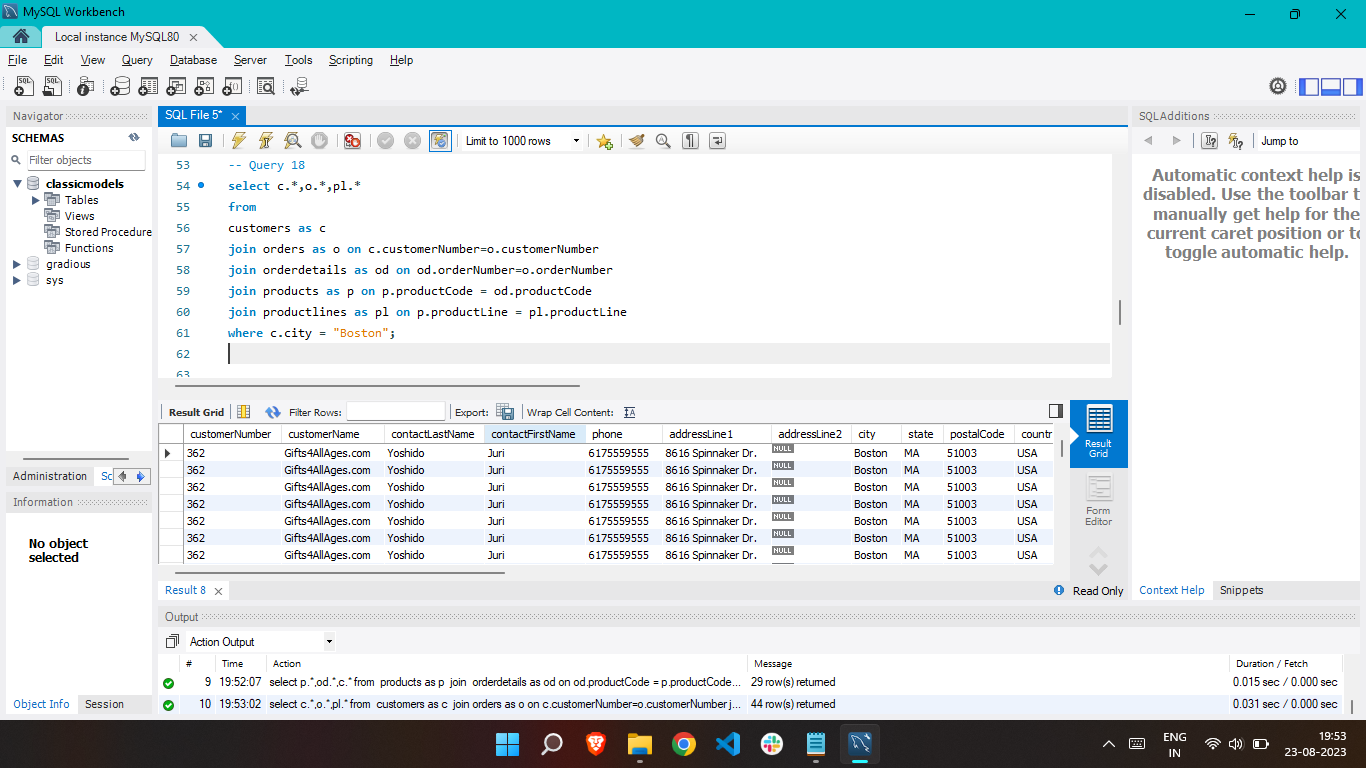 MySQL Workbench
Local instance MySQL80
File Edit View Query Database Server Tools Scripting Help
Navigator
SCHEMAS
Filter objects
classicmodels
Tables
Views
Stored Procedure
Functions
gradious
sys
Administration Sc
Information
No object
selected
Object Info Session
SQL File 5*
Limit to 1000 rows
53 -- Query 18
54 select c.*,o.*,pl.*
55 from
56 customers as c
57 join orders as o on c.customerNumber=o.customerNumber
58 join orderdetails as od on od.orderNumber=o.orderNumber
59 join products as p on p.productCode = od.productCode
60 join productlines as pl on p.productLine = pl.productLine
61 where c.city = "Boston";
62
63
Result Grid Filter Rows: Export: Wrap Cell Content:
customerNumber customerName contactLastName contactFirstName phone addressLine1 addressLine2 city state postalCode countr
362 Gifts4AllAges.com Yoshido Juri 6175559555 8616 Spinnaker Dr. NULL Boston MA 51003 USA
362 Gifts4AllAges.com Yoshido Juri 6175559555 8616 Spinnaker Dr. NULL Boston MA 51003 USA
362 Gifts4AllAges.com Yoshido Juri 6175559555 8616 Spinnaker Dr. NULL Boston MA 51003 USA
362 Gifts4AllAges.com Yoshido Juri 6175559555 8616 Spinnaker Dr. NULL Boston MA 51003 USA
362 Gifts4AllAges.com Yoshido Juri 6175559555 8616 Spinnaker Dr. NULL Boston MA 51003 USA
362 Gifts4AllAges.com Yoshido Juri 6175559555 8616 Spinnaker Dr. NULL Boston MA 51003 USA
362 Gifts4AllAges.com Yoshido Juri 6175559555 8616 Spinnaker Dr. NULL Boston MA 51003 USA
Result
Grid
Form
Editor
Result 8
Read Only
SQLAdditions
Jump to
Automatic context help is
disabled. Use the toolbar t
manually get help for the
current caret position or to
toggle automatic help.
Context Help Snippets
Output
Action Output
# Time Action Message Duration / Fetch
9 19:52:07 select p.*,od.*,c.* from products as p join orderdetails as od on od.productCode = p.productCode... 29 row(s) returned 0.015 sec / 0.000 sec
10 19:53:02 select c.*,o.*,pl.* from customers as c join orders as o on c.customerNumber=o.customerNumber j... 44 row(s) returned 0.031 sec / 0.000 sec
ENG
IN
19:53
23-08-2023